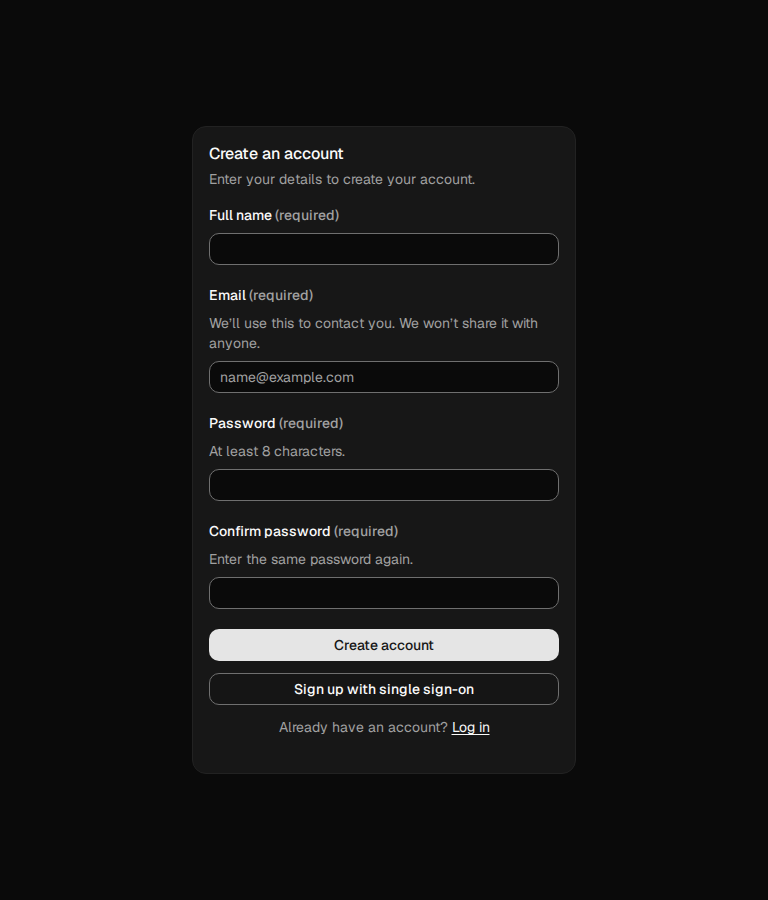 Create an account
Enter your details to create your account.
Full name (required)
Email (required)
We’ll use this to contact you. We won’t share it with
anyone.
name@example.com
Password (required)
At least 8 characters.
Confirm password (required)
Enter the same password again.
Create account
Sign up with single sign-on
Already have an account? Log in